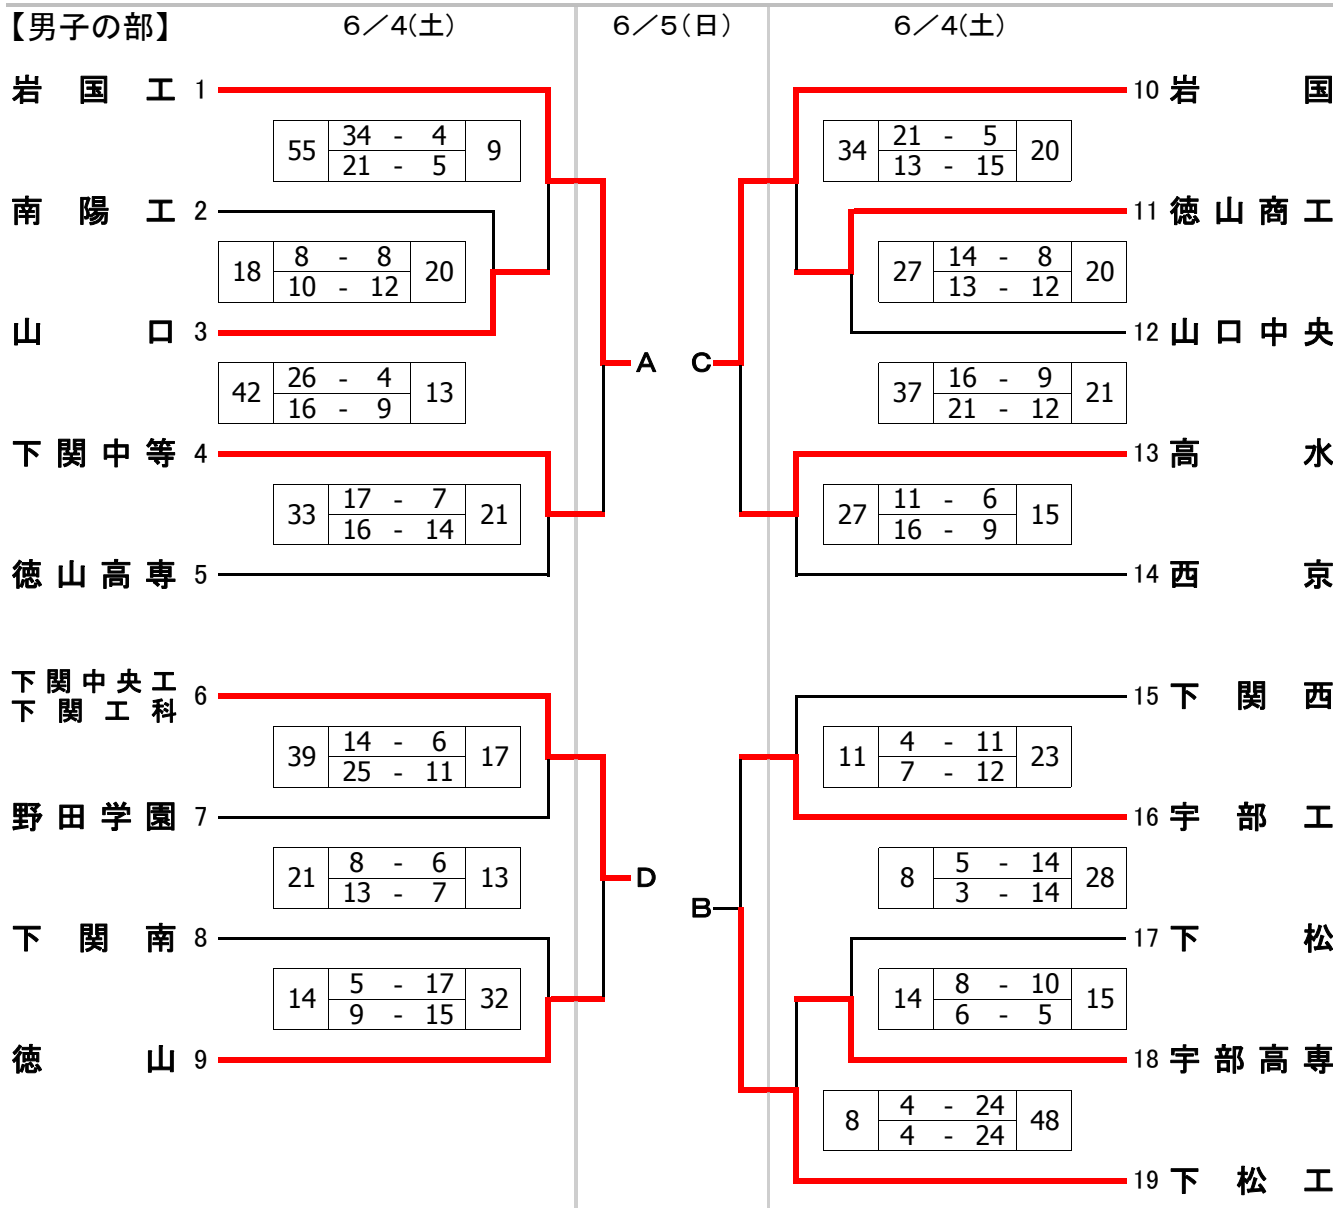 【男子の部】 6／4(土) 6／5(日) 6／4(土)
岩国工 1
55 34 - 4 9
21 - 5
南陽工 2
18 8 - 8 20
10 - 12
山口 3
42 26 - 4 13
16 - 9
A
下関中等 4
33 17 - 7 21
16 - 14
徳山高専 5
下関中央工
下関工科 6
39 14 - 6 17
25 - 11
野田学園 7
21 8 - 6 13
13 - 7
D
下関南 8
14 5 - 17 32
9 - 15
徳山 9
10 岩国
34 21 - 5 20
13 - 15
11 徳山商工
27 14 - 8 20
13 - 12
12 山口中央
C
37 16 - 9 21
21 - 12
13 高水
27 11 - 6 15
16 - 9
14 西京
15 下関西
11 4 - 11 23
7 - 12
16 宇部工
8 5 - 14 28
3 - 14
B
17 下松
14 8 - 10 15
6 - 5
18 宇部高専
8 4 - 24 48
4 - 24
19 下松工